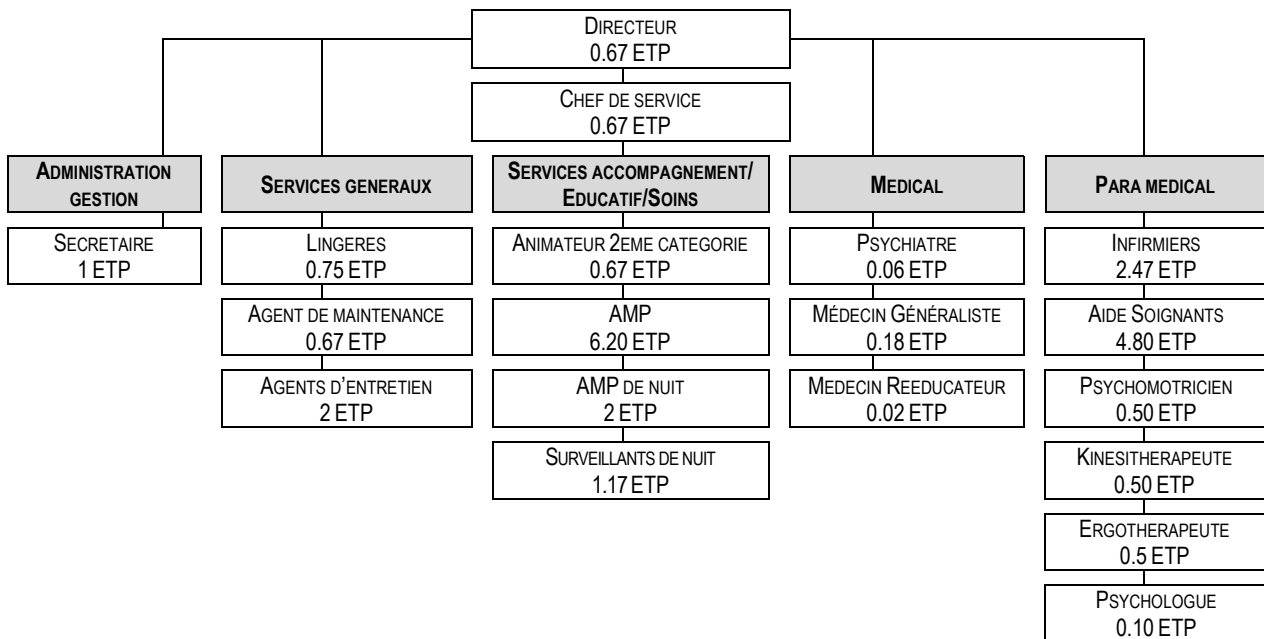 DIRECTEUR
0.67 ETP
CHEF DE SERVICE
0.67 ETP
ADMINISTRATION
GESTION
SECRETAIRE
1 ETP
SERVICES GENERAUX
LINGERES
0.75 ETP
AGENT DE MAINTENANCE
0.67 ETP
AGENTS D'ENTRETIEN
2 ETP
SERVICES ACCOMPAGNEMENT/
EDUCATIF/SOINS
ANIMATEUR 2EME CATEGORIE
0.67 ETP
AMP
6.20 ETP
AMP DE NUIT
2 ETP
SURVEILLANTS DE NUIT
1.17 ETP
MEDICAL
PSYCHIATRE
0.06 ETP
MÉDECIN GÉNÉRALISTE
0.18 ETP
MEDECIN REEDUCATEUR
0.02 ETP
PARA MEDICAL
INFIRMIERS
2.47 ETP
AIDE SOIGNANTS
4.80 ETP
PSYCHOMOTRICIEN
0.50 ETP
KINESITHERAPEUTE
0.50 ETP
ERGOTHERAPEUTE
0.5 ETP
PSYCHOLOGUE
0.10 ETP